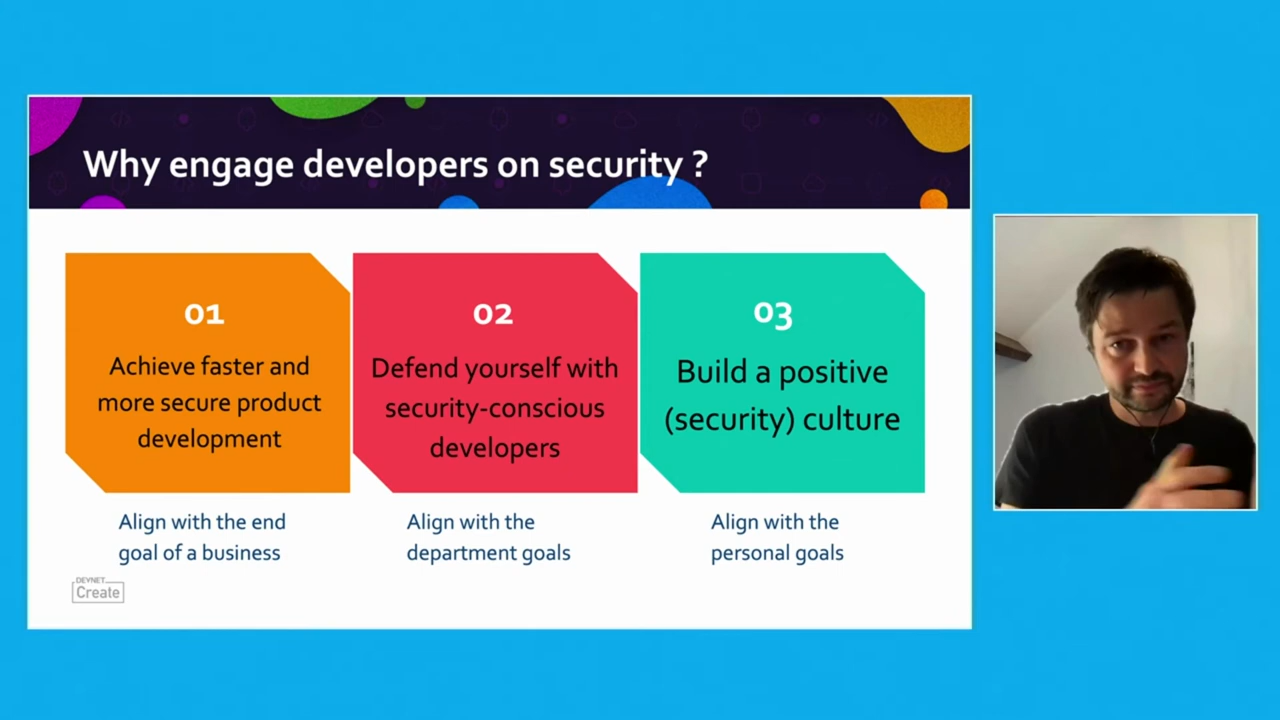 Why engage developers on security ?
01
Achieve faster and
more secure product
development
Align with the end
goal of a business
02
Defend yourself with
security-conscious
developers
Align with the
department goals
03
Build a positive
(security) culture
Align with the
personal goals
DEVNET
Create